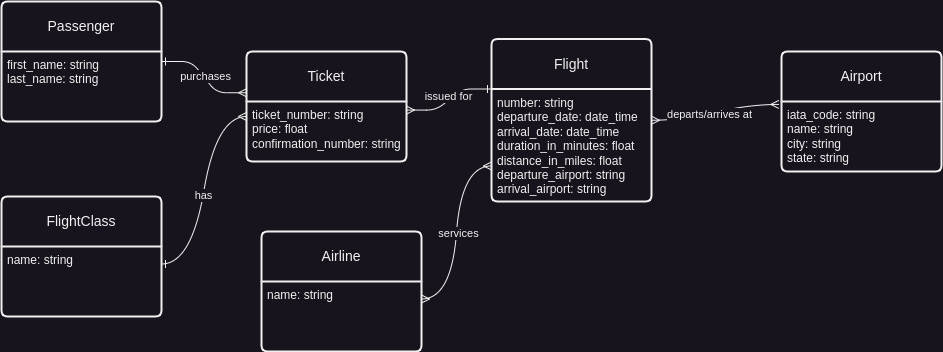 Passenger
first_name: string
last_name: string
purchases
Ticket
ticket_number: string
price: float
confirmation_number: string
issued for
Flight
number: string
departure_date: date_time
arrival_date: date_time
duration_in_minutes: float
distance_in_miles: float
departure_airport: string
arrival_airport: string
departs/arrives at
Airport
iata_code: string
name: string
city: string
state: string
has
FlightClass
name: string
services
Airline
name: string